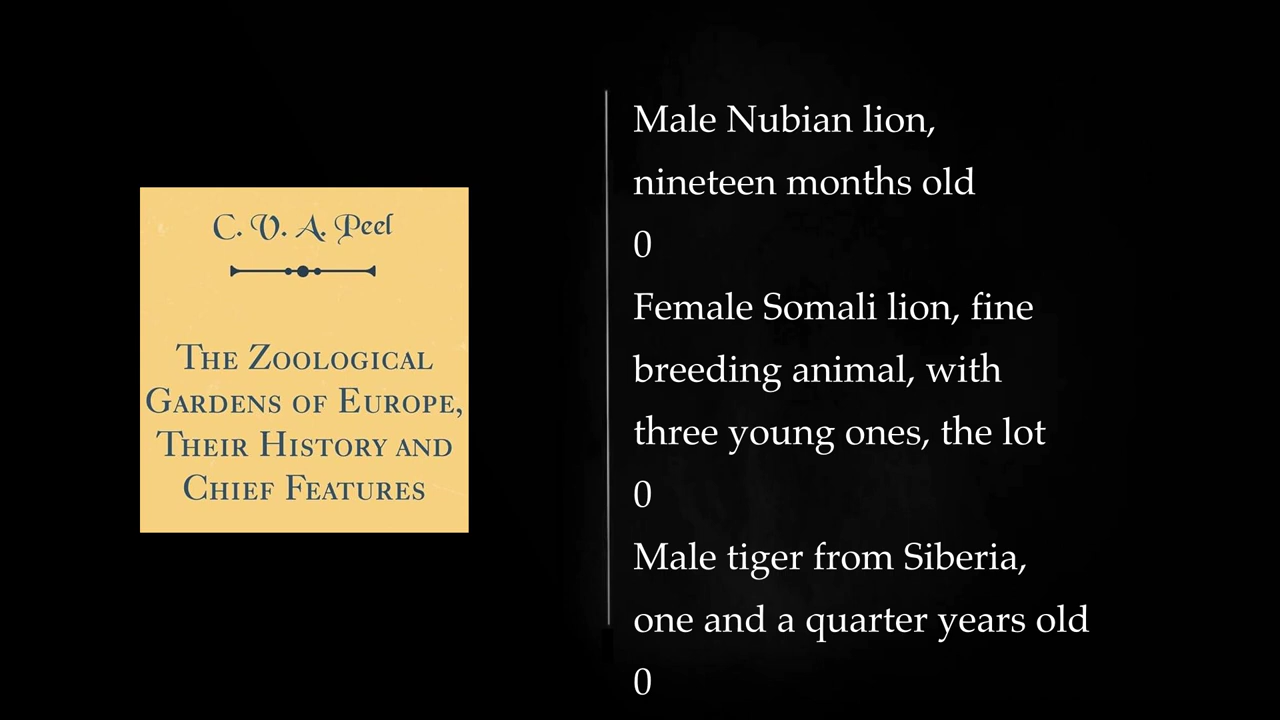 C. V. A. Peel
The Zoological
Gardens of Europe,
Their History and
Chief Features
Male Nubian lion,
nineteen months old
0
Female Somali lion, fine
breeding animal, with
three young ones, the lot
0
Male tiger from Siberia,
one and a quarter years old
0